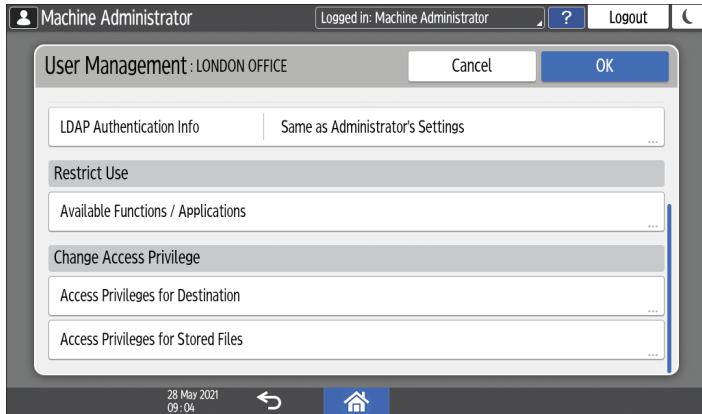 Machine Administrator
Logged in: Machine Administrator
?
Logout
User Management : LONDON OFFICE
Cancel
OK
LDAP Authentication Info
Same as Administrator's Settings
...
Restrict Use
Available Functions / Applications
...
Change Access Privilege
Access Privileges for Destination
...
Access Privileges for Stored Files
...
28 May 2021
09 : 04